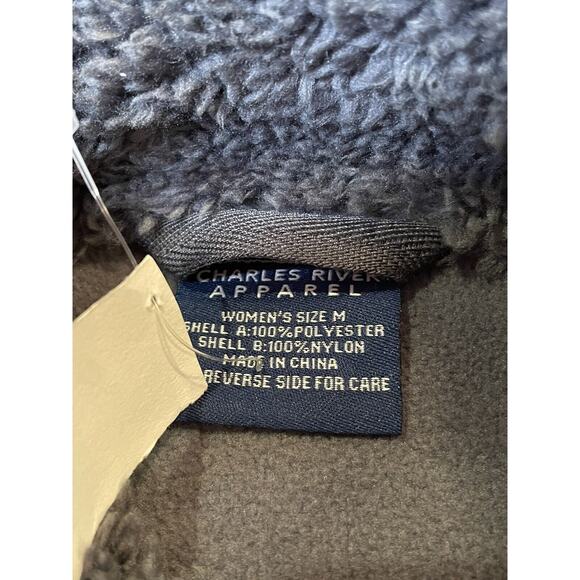 CHARLES RIVER
APPAREL
WOMEN'S SIZE M
SHELL A:100%POLYESTER
SHELL B:100%NYLON
MADE IN CHINA
REVERSE SIDE FOR CARE